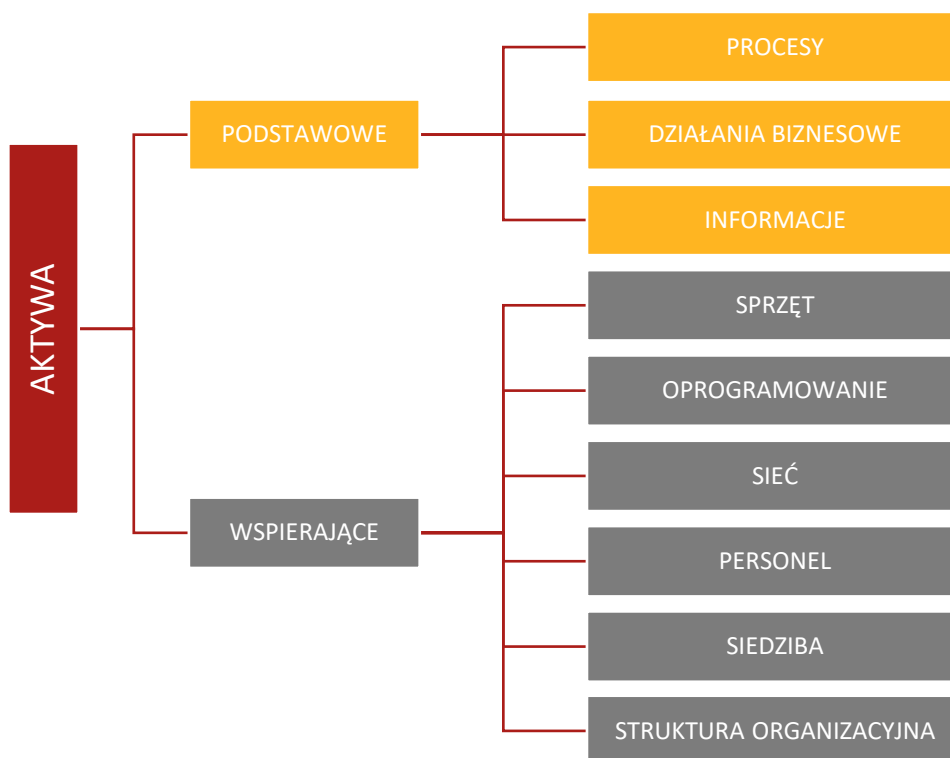 AKTYWA
PODSTAWOWE
PROCESY
DZIAŁANIA BIZNESOWE
INFORMACJE
WSPIERAJĄCE
SPRZĘT
OPROGRAMOWANIE
SIEĆ
PERSONEL
SIEDZIBA
STRUKTURA ORGANIZACYJNA